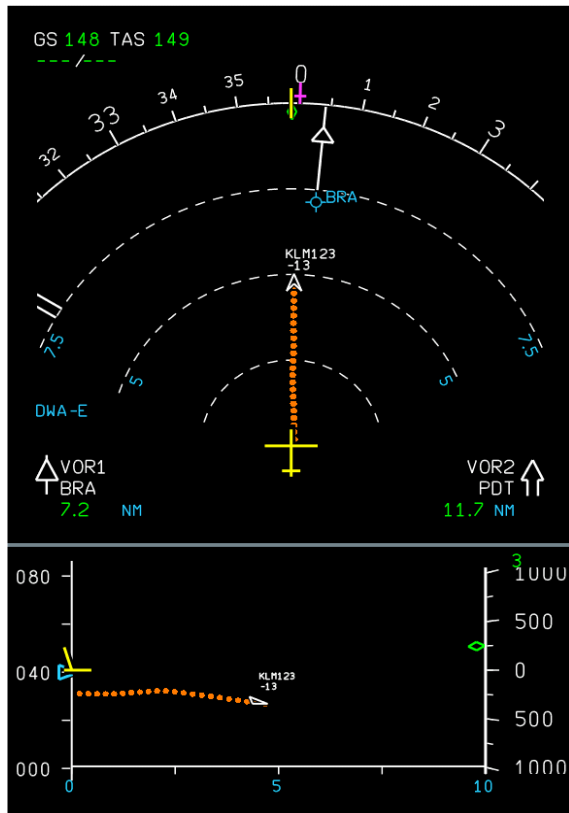 GS 148 TAS 149
---/---
32 33 34 35 0 1 2 3
BRA
KLM123
-13
7.5 7.5
5 5
DWA-E
VOR1 VOR2
BRA PDT
7.2 NM 11.7 NM
3
080 1000
500
KLM123
-13
040 0
500
000 1000
0 5 10